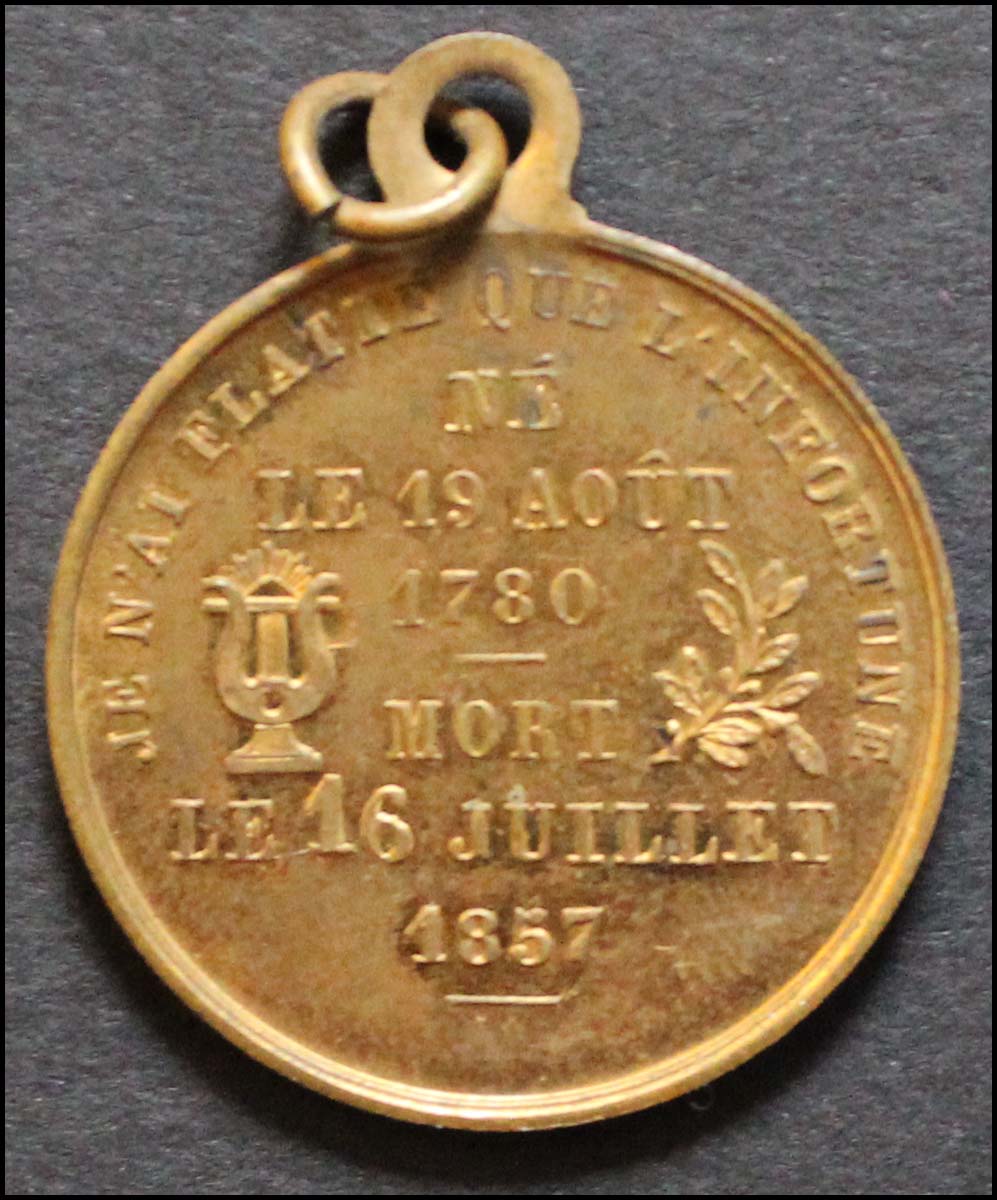 JE N'AI FLATTÉ QUE L'INFORTUNE
NÉ
LE 19 AOÛT
1780
MORT
LE 16 JUILLET
1857